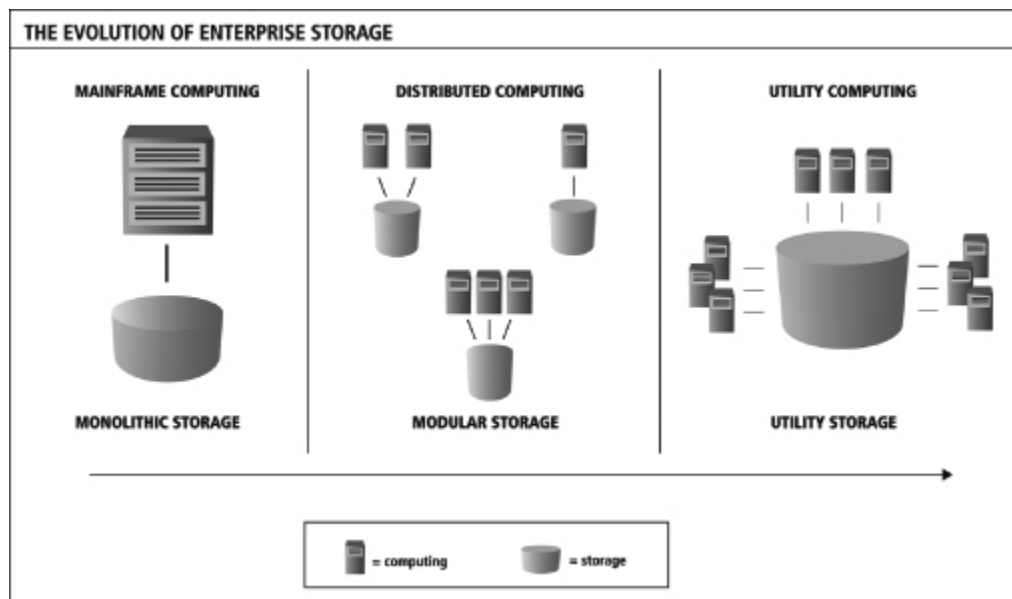 THE EVOLUTION OF ENTERPRISE STORAGE
MAINFRAME COMPUTING
MONOLITHIC STORAGE
DISTRIBUTED COMPUTING
MODULAR STORAGE
UTILITY COMPUTING
UTILITY STORAGE
= computing
= storage